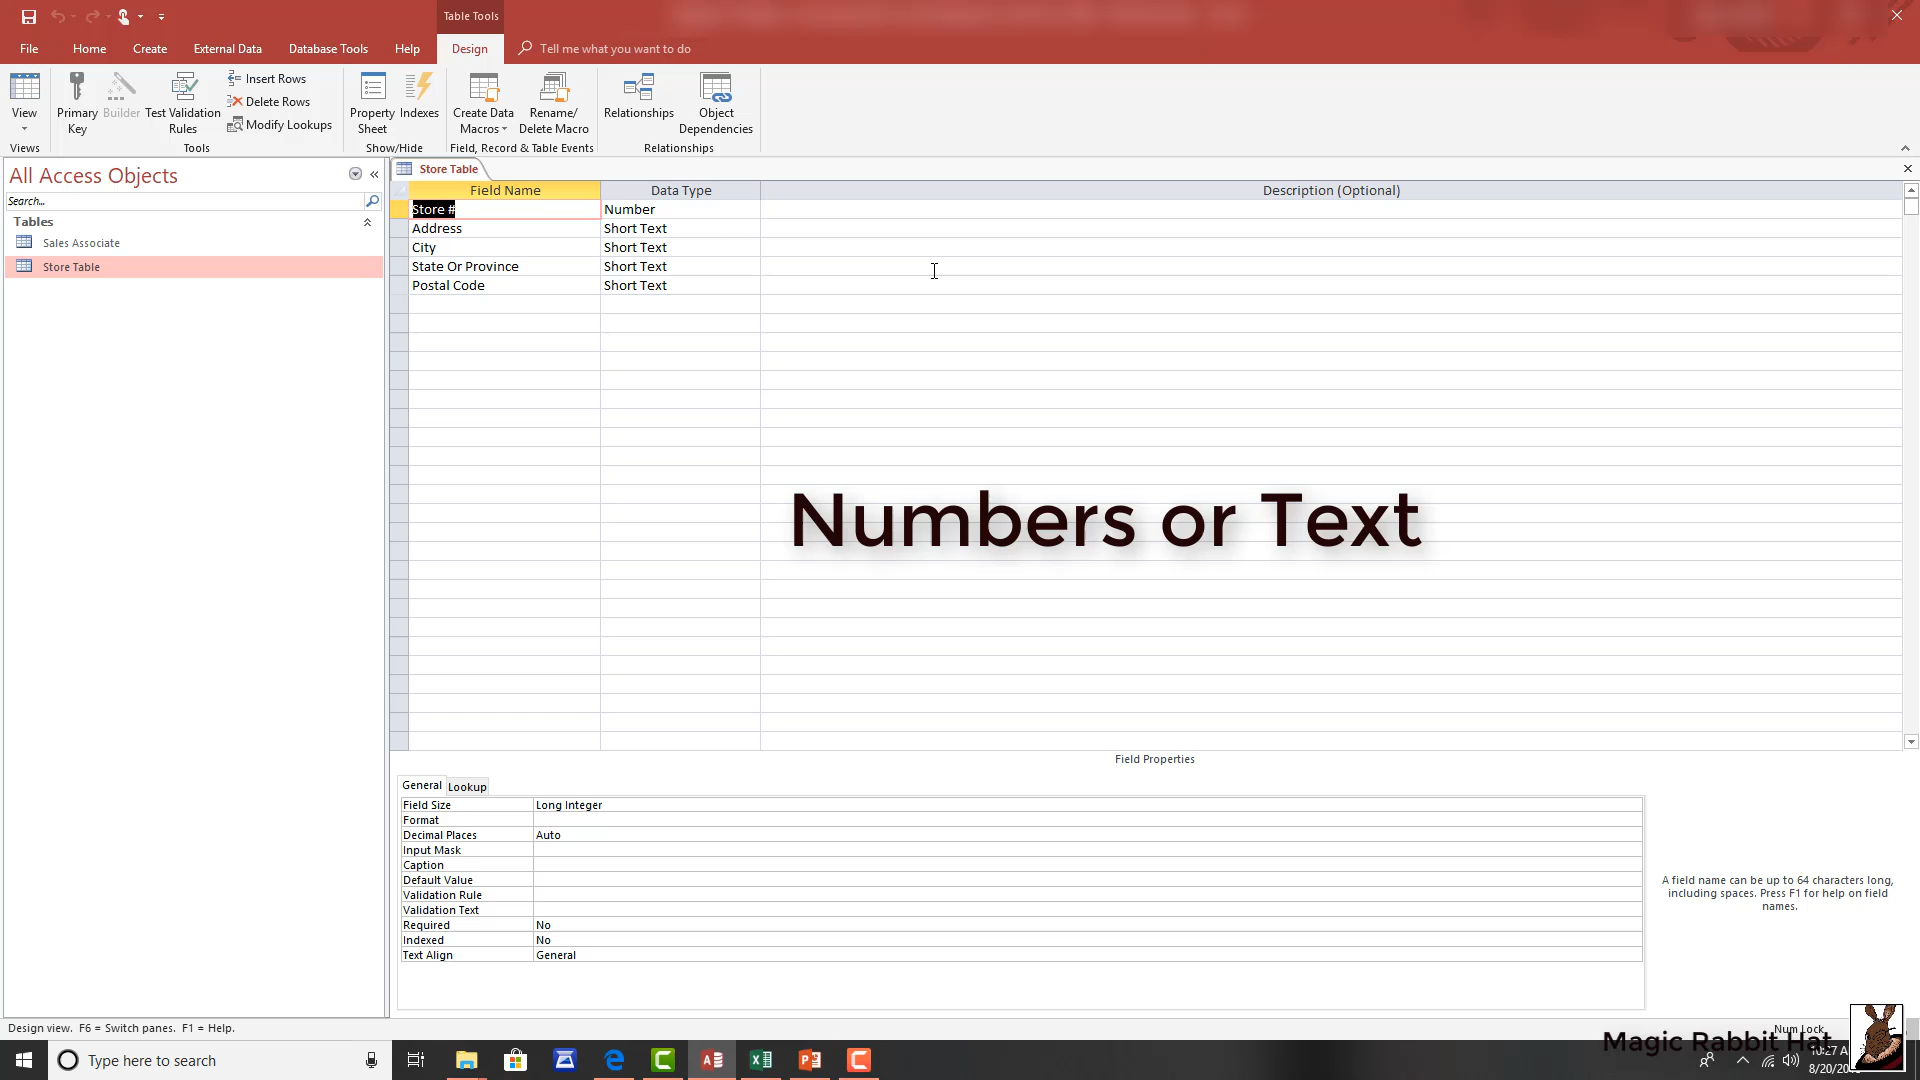 Table Tools
File Home Create External Data Database Tools Help Design Tell me what you want to do
View
Primary Key
Builder
Test Validation Rules
Insert Rows
Delete Rows
Modify Lookups
Property Sheet
Indexes
Create Data Macros
Rename/ Delete Macro
Relationships
Object Dependencies
Views Tools Show/Hide Field, Record & Table Events Relationships
All Access Objects
Search...
Tables
Sales Associate
Store Table
Store Table
Field Name Data Type Description (Optional)
Store # Number
Address Short Text
City Short Text
State Or Province Short Text
Postal Code Short Text
Numbers or Text
Field Properties
General Lookup
Field Size Long Integer
Format
Decimal Places Auto
Input Mask
Caption
Default Value
Validation Rule
Validation Text
Required No
Indexed No
Text Align General
A field name can be up to 64 characters long,
including spaces. Press F1 for help on field
names.
Design view. F6 = Switch panes. F1 = Help.
Num Lock
Magic Rabbit Hat
Type here to search
10:27 A
8/20/20